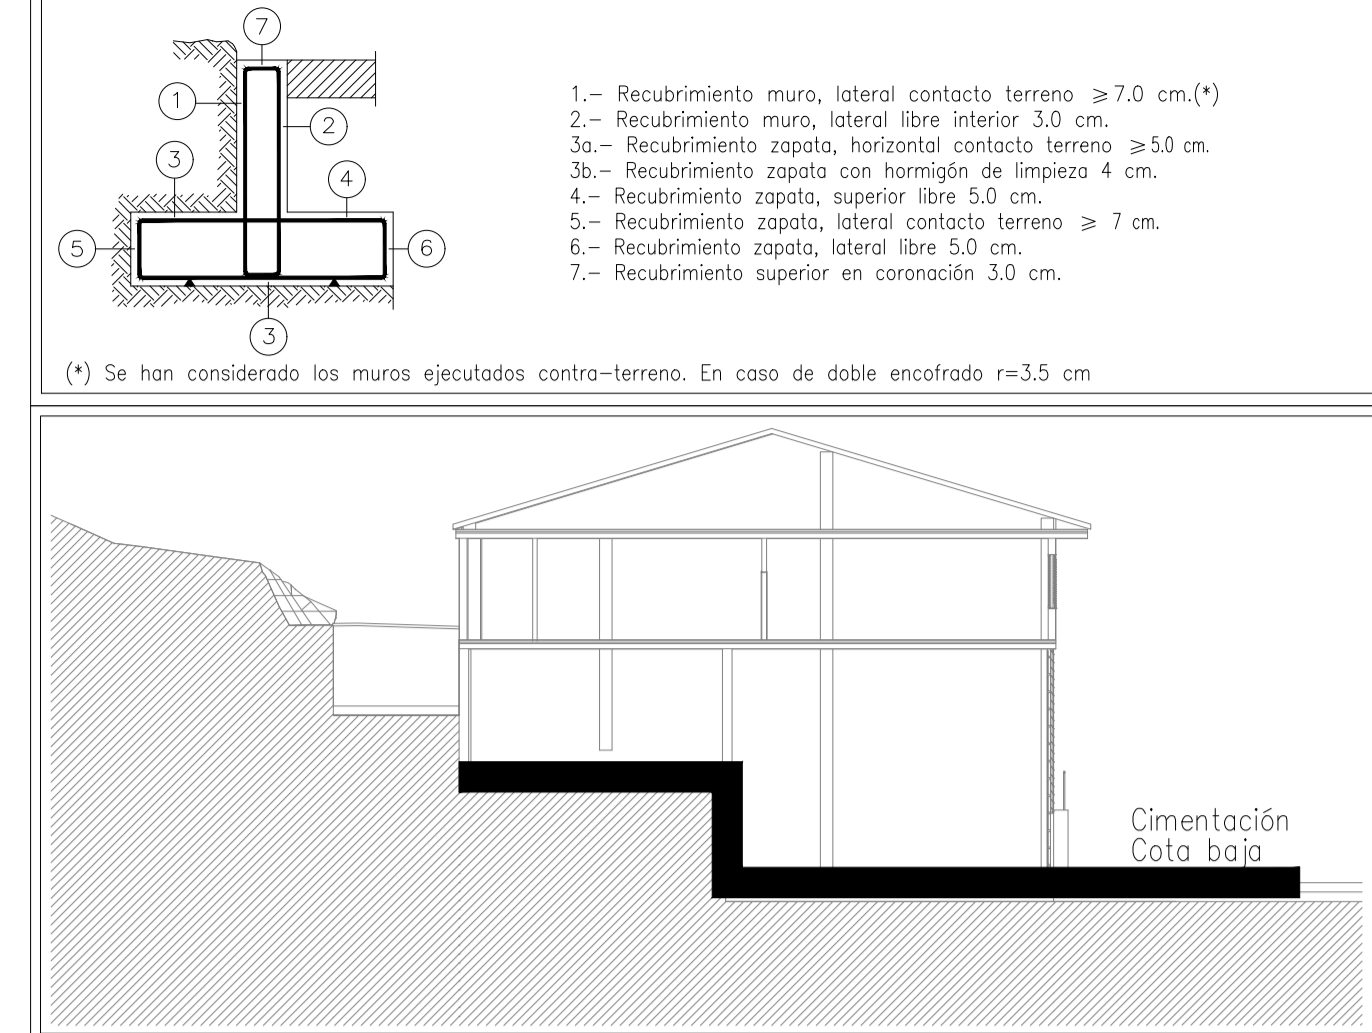 7
1
2
3
4
5
6
3
1.– Recubrimiento muro, lateral contacto terreno ⩾7.0 cm.(*)
2.– Recubrimiento muro, lateral libre interior 3.0 cm.
3a.– Recubrimiento zapata, horizontal contacto terreno ⩾5.0 cm.
3b.– Recubrimiento zapata con hormigón de limpieza 4 cm.
4.– Recubrimiento zapata, superior libre 5.0 cm.
5.– Recubrimiento zapata, lateral contacto terreno ⩾ 7 cm.
6.– Recubrimiento zapata, lateral libre 5.0 cm.
7.– Recubrimiento superior en coronación 3.0 cm.
(*) Se han considerado los muros ejecutados contra–terreno. En caso de doble encofrado r=3.5 cm
Cimentación
Cota baja